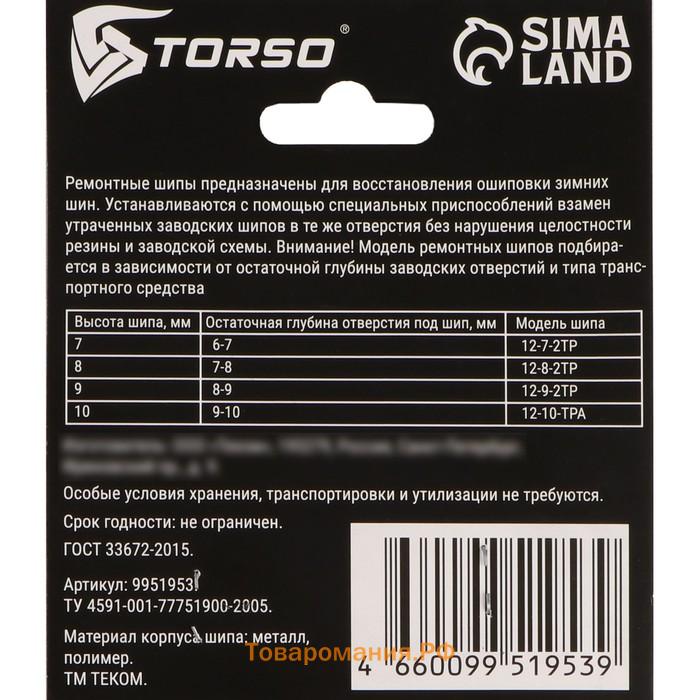 TORSO®
SIMA
LAND
Ремонтные шипы предназначены для восстановления ошиповки зимних
шин. Устанавливаются с помощью специальных приспособлений взамен
утраченных заводских шипов в те же отверстия без нарушения целостности
резины и заводской схемы. Внимание! Модель ремонтных шипов подбира-
ется в зависимости от остаточной глубины заводских отверстий и типа транс-
портного средства
Высота шипа, мм Остаточная глубина отверстия под шип, мм Модель шипа
7 6-7 12-7-2ТР
8 7-8 12-8-2ТР
9 8-9 12-9-2ТР
10 9-10 12-10-ТРА
Особые условия хранения, транспортировки и утилизации не требуются.
Срок годности: не ограничен.
ГОСТ 33672-2015.
Артикул: 9951953
ТУ 4591-001-77751900-2005.
Материал корпуса шипа: металл,
полимер.
ТМ ТЕКОМ.
Товаромания.РФ
4 660099 519539